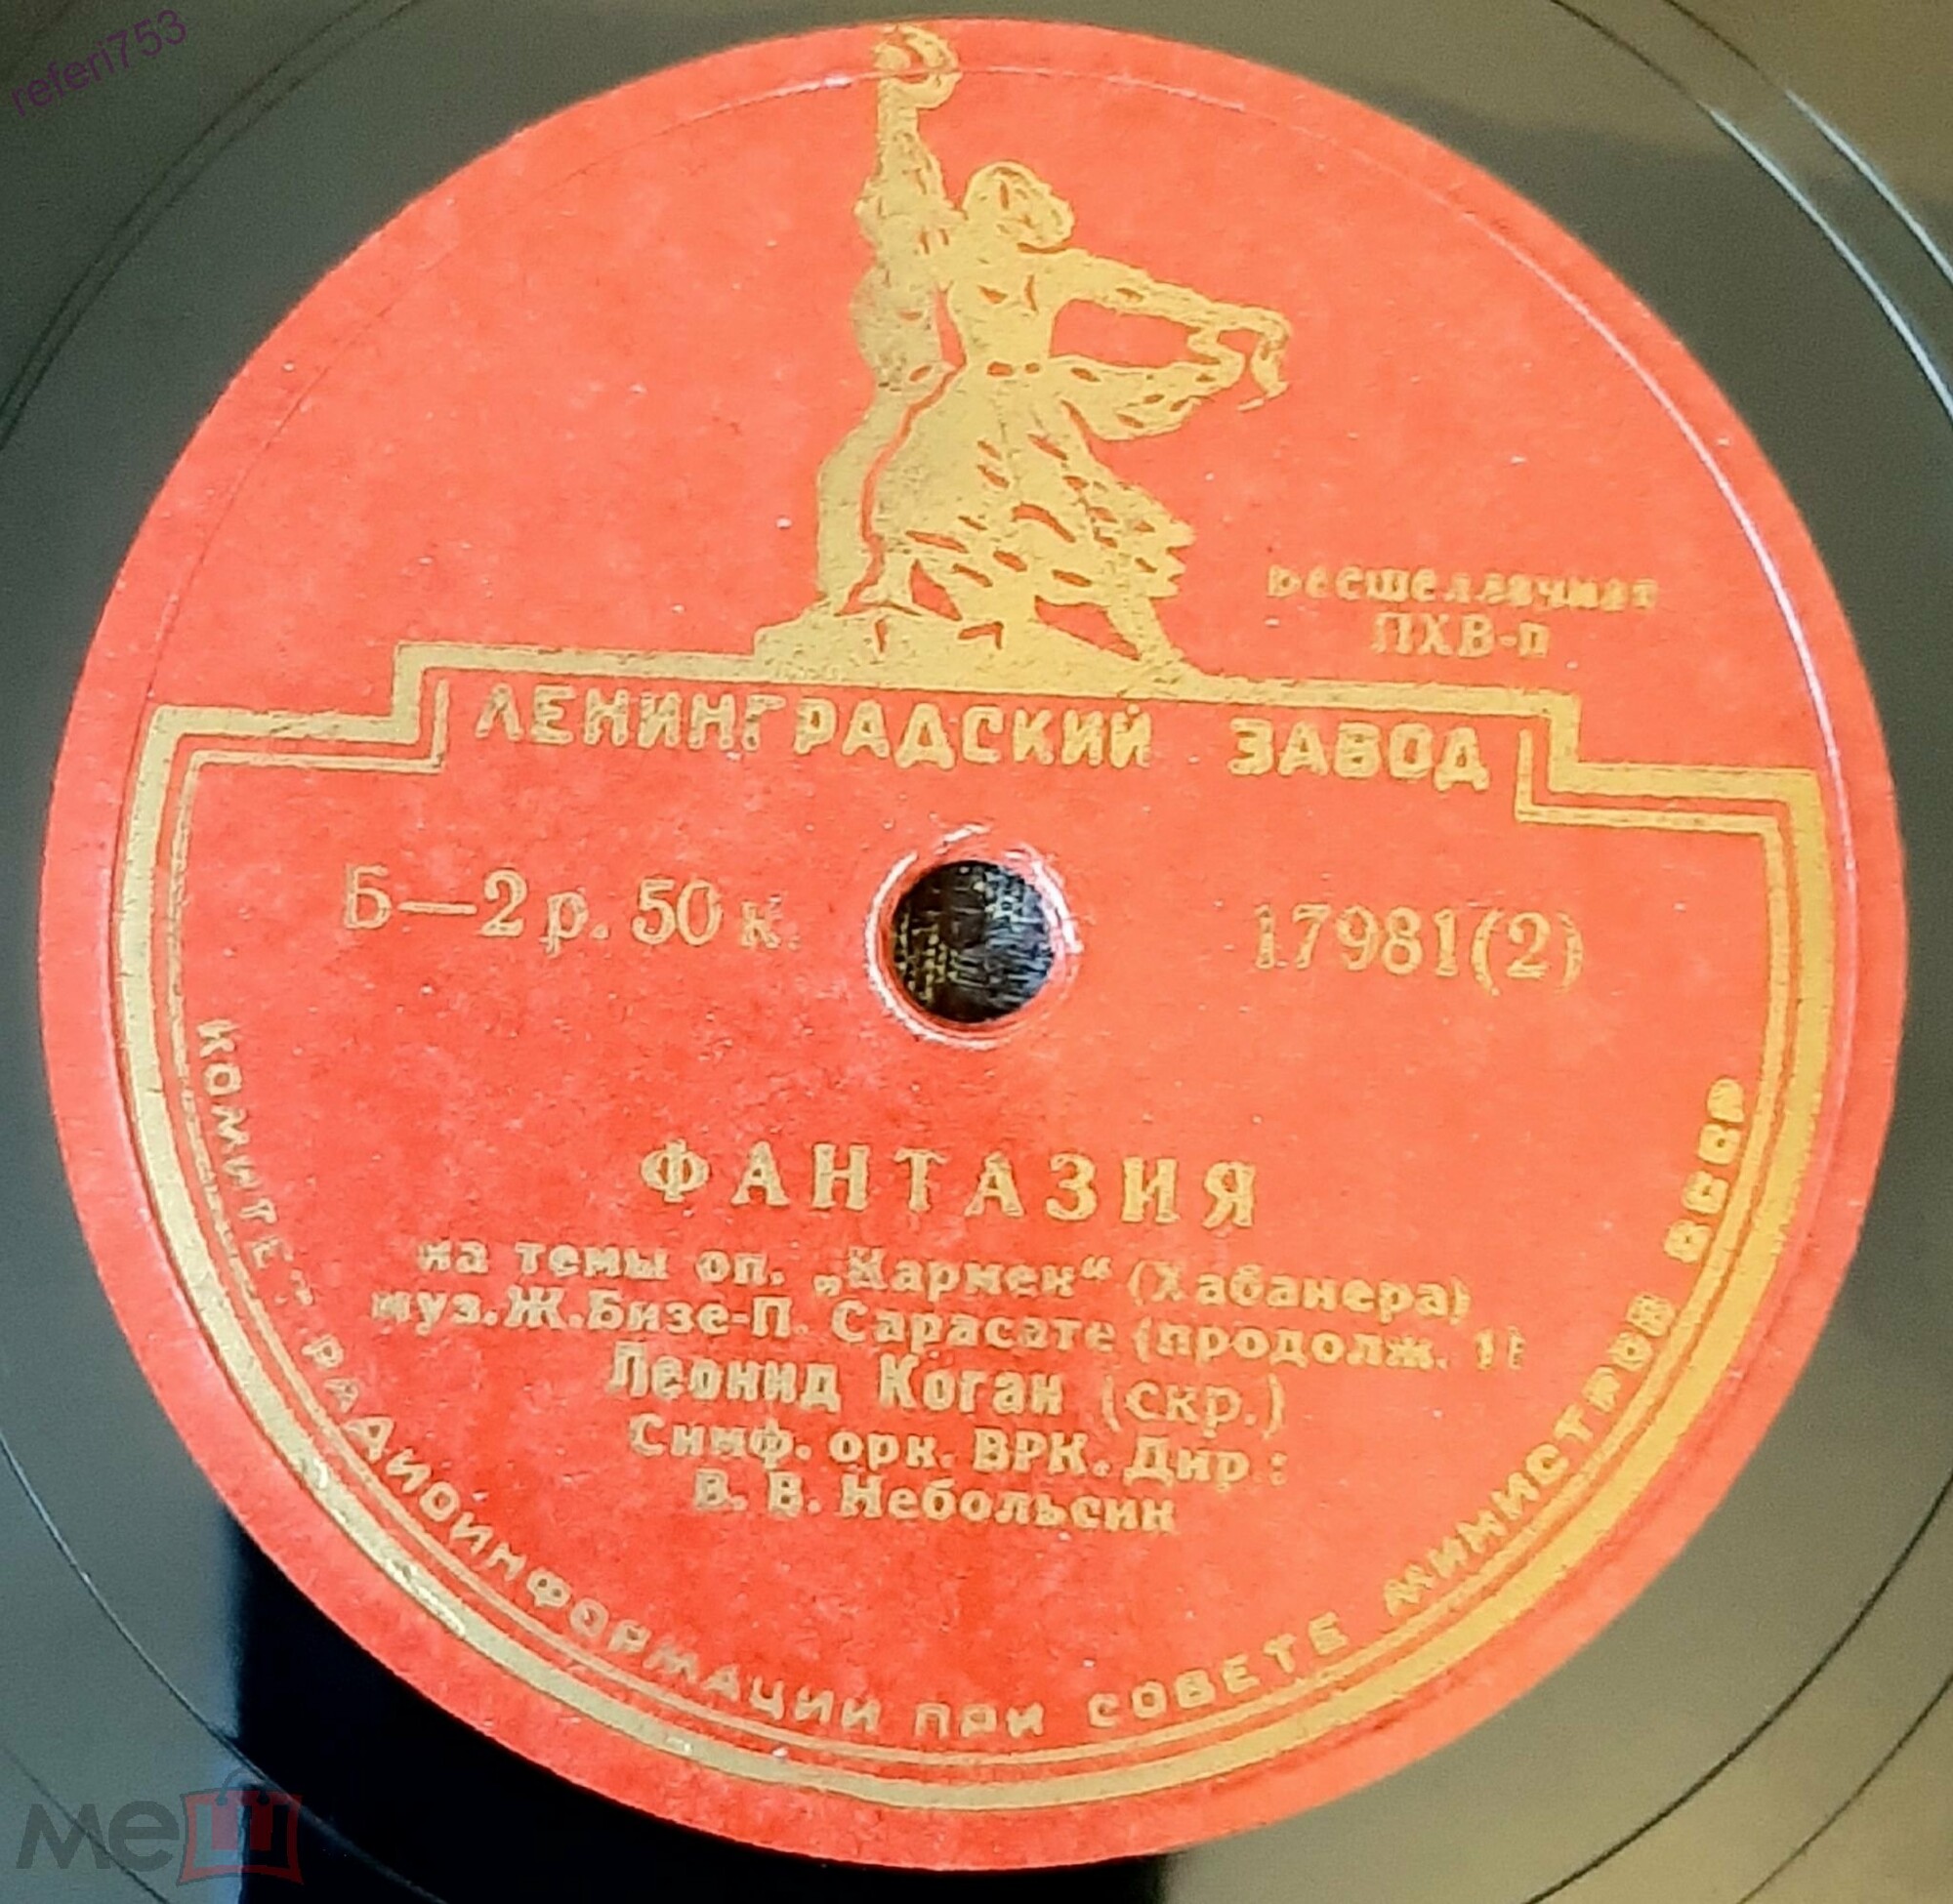 referi753
Бесшеллачная
ПХВ-п
ЛЕНИНГРАДСКИЙ ЗАВОД
Б—2 р. 50 к.
17981(2)
ФАНТАЗИЯ
на темы оп. „Кармен“ (Хабанера)
муз.Ж.Бизе-П. Сарасате (продолж. 1)
Леонид Коган (скр.)
Симф. орк. ВРК. Дир :
В. В. Небольсин
КОМИТЕТ РАДИОИНФОРМАЦИИ ПРИ СОВЕТЕ МИНИСТРОВ СССР
меш